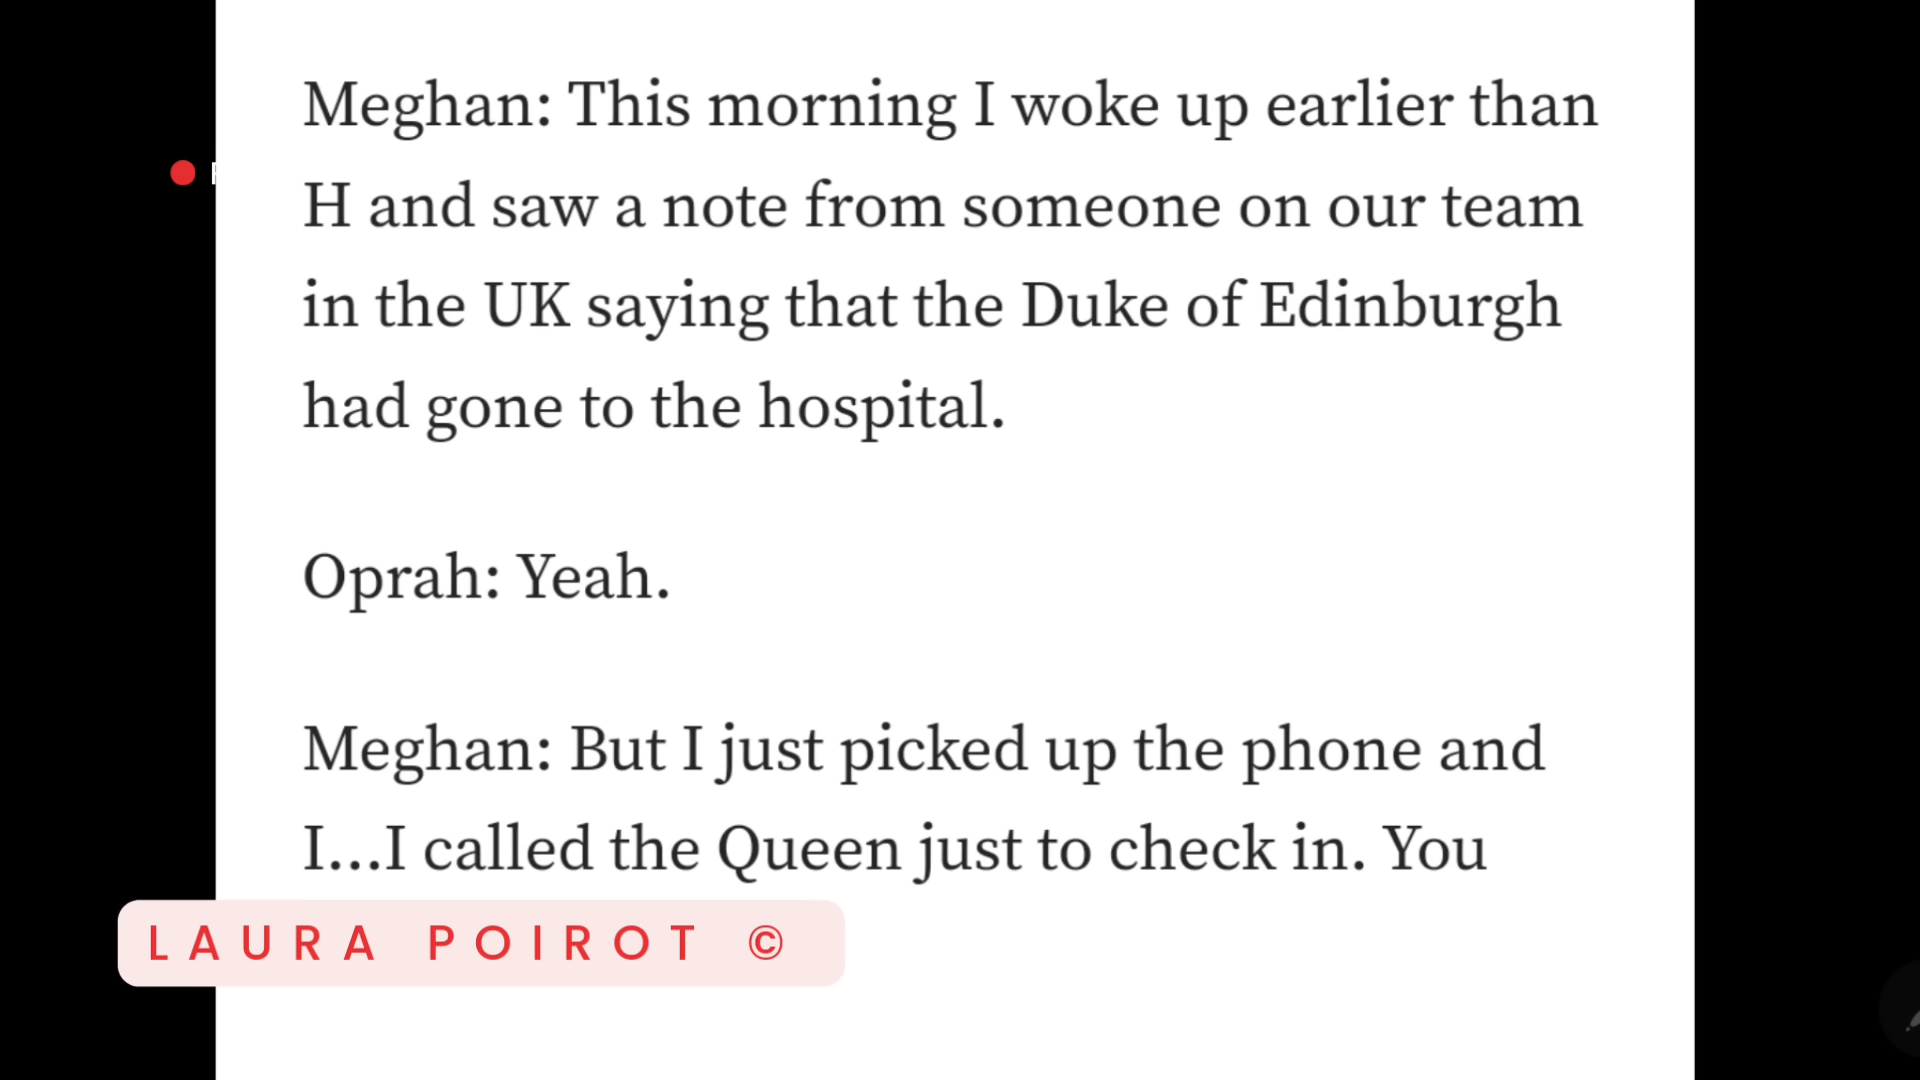 Meghan: This morning I woke up earlier than
H and saw a note from someone on our team
in the UK saying that the Duke of Edinburgh
had gone to the hospital.
Oprah: Yeah.
Meghan: But I just picked up the phone and
I...I called the Queen just to check in. You
LAURA POIROT ©